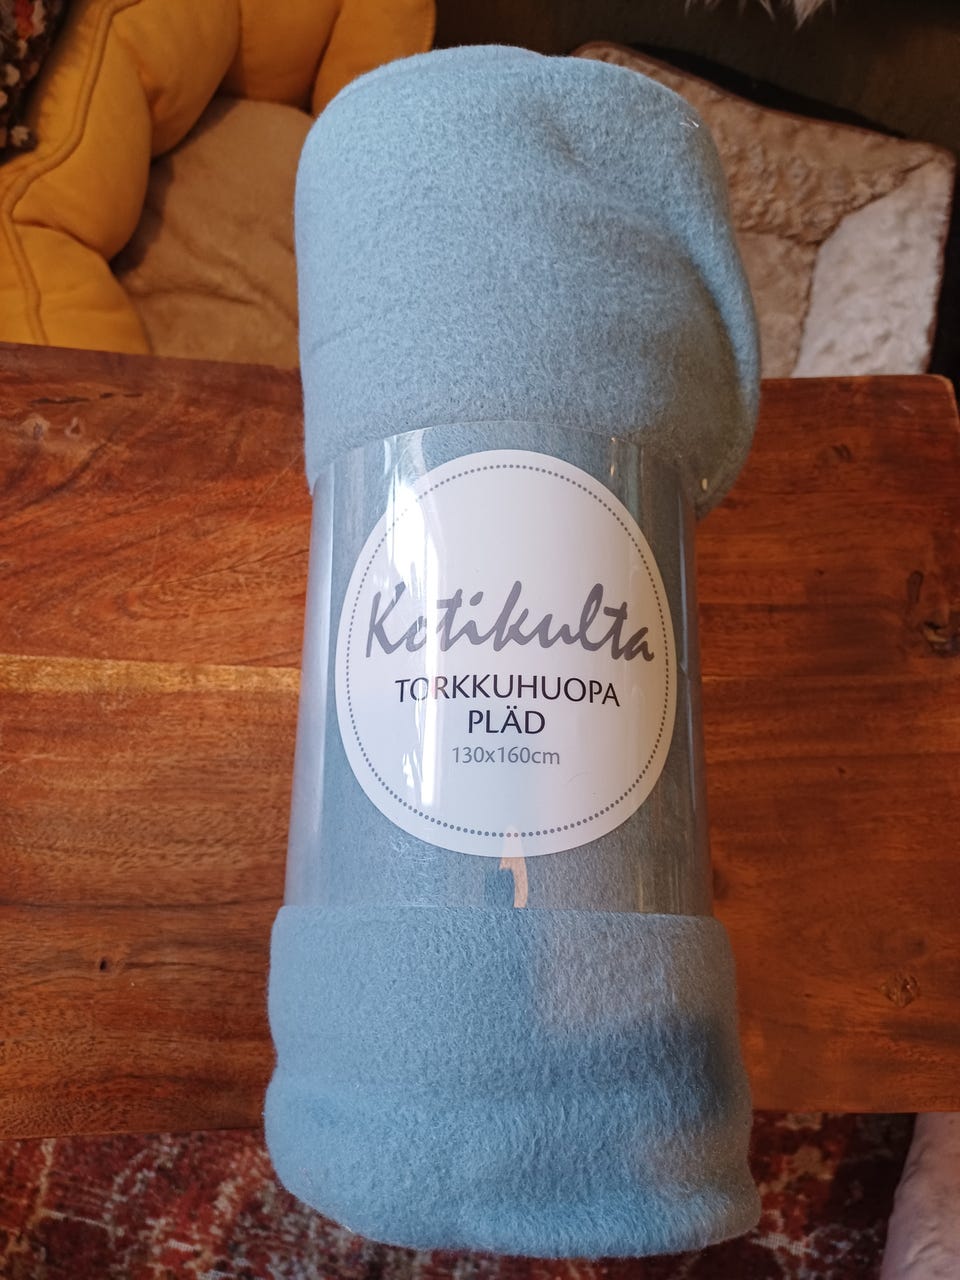 Kotikulta
TORKKUHUOPA
PLÄD
130x160cm